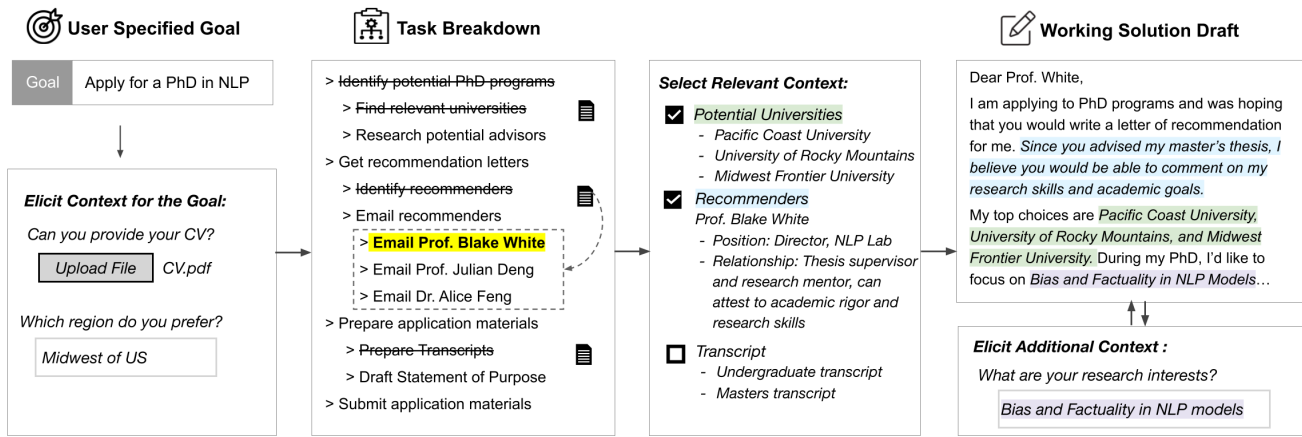 User Specified Goal
Goal
Apply for a PhD in NLP
Elicit Context for the Goal:
Can you provide your CV?
Upload File
CV.pdf
Which region do you prefer?
Midwest of US
Task Breakdown
> Identify potential PhD programs
> Find relevant universities
> Research potential advisors
> Get recommendation letters
> Identify recommenders
> Email recommenders
> Email Prof. Blake White
> Email Prof. Julian Deng
> Email Dr. Alice Feng
> Prepare application materials
> Prepare Transcripts
> Draft Statement of Purpose
> Submit application materials
Select Relevant Context:
Potential Universities
- Pacific Coast University
- University of Rocky Mountains
- Midwest Frontier University
Recommenders
Prof. Blake White
- Position: Director, NLP Lab
- Relationship: Thesis supervisor
and research mentor, can
attest to academic rigor and
research skills
Transcript
- Undergraduate transcript
- Masters transcript
Working Solution Draft
Dear Prof. White,
I am applying to PhD programs and was hoping
that you would write a letter of recommendation
for me. Since you advised my master's thesis, I
believe you would be able to comment on my
research skills and academic goals.
My top choices are Pacific Coast University,
University of Rocky Mountains, and Midwest
Frontier University. During my PhD, I'd like to
focus on Bias and Factuality in NLP Models...
Elicit Additional Context :
What are your research interests?
Bias and Factuality in NLP models